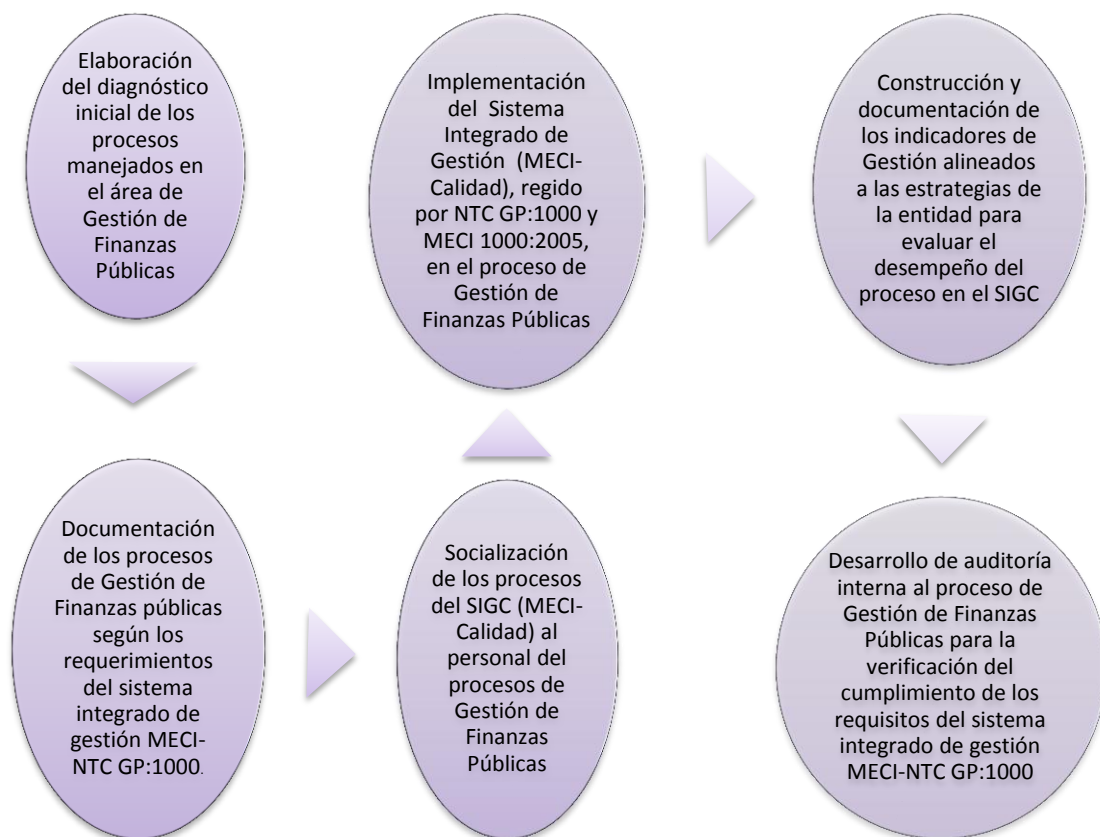 Elaboración
del diagnóstico
inicial de los
procesos
manejados en
el área de
Gestión de
Finanzas
Públicas
Documentación
de los procesos
de Gestión de
Finanzas públicas
según los
requerimientos
del sistema
integrado de
gestión MECI-
NTC GP:1000.
Socialización
de los procesos
del SIGC (MECI-
Calidad) al
personal del
procesos de
Gestión de
Finanzas
Públicas
Implementación
del Sistema
Integrado de
Gestión (MECI-
Calidad), regido
por NTC GP:1000 y
MECI 1000:2005,
en el proceso de
Gestión de
Finanzas Públicas
Construcción y
documentación de
los indicadores de
Gestión alineados
a las estrategias de
la entidad para
evaluar el
desempeño del
proceso en el SIGC
Desarrollo de auditoría
interna al proceso de
Gestión de Finanzas
Públicas para la
verificación del
cumplimiento de los
requisitos del sistema
integrado de gestión
MECI-NTC GP:1000